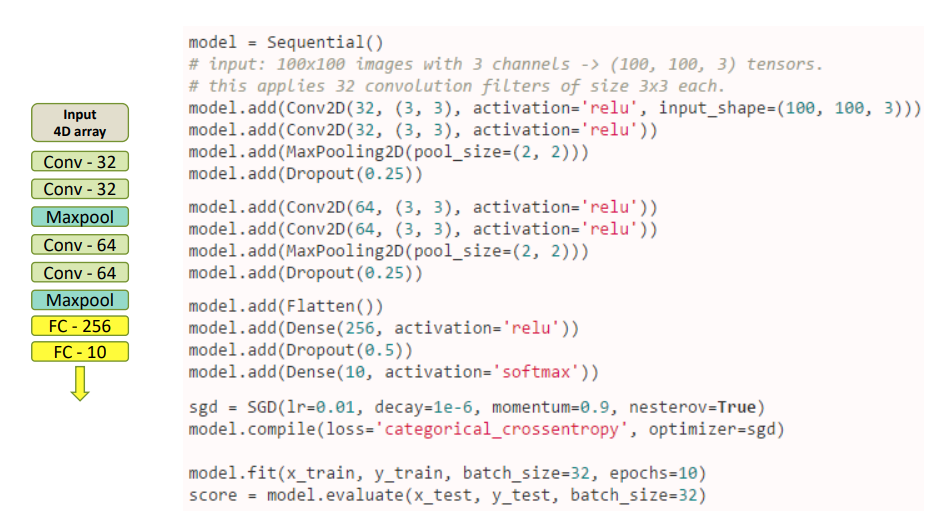 Input
4D array
Conv - 32
Conv - 32
Maxpool
Conv - 64
Conv - 64
Maxpool
FC - 256
FC - 10
model = Sequential()
# input: 100x100 images with 3 channels -> (100, 100, 3) tensors.
# this applies 32 convolution filters of size 3x3 each.
model.add(Conv2D(32, (3, 3), activation='relu', input_shape=(100, 100, 3)))
model.add(Conv2D(32, (3, 3), activation='relu'))
model.add(MaxPooling2D(pool_size=(2, 2)))
model.add(Dropout(0.25))
model.add(Conv2D(64, (3, 3), activation='relu'))
model.add(Conv2D(64, (3, 3), activation='relu'))
model.add(MaxPooling2D(pool_size=(2, 2)))
model.add(Dropout(0.25))
model.add(Flatten())
model.add(Dense(256, activation='relu'))
model.add(Dropout(0.5))
model.add(Dense(10, activation='softmax'))
sgd = SGD(lr=0.01, decay=1e-6, momentum=0.9, nesterov=True)
model.compile(loss='categorical_crossentropy', optimizer=sgd)
model.fit(x_train, y_train, batch_size=32, epochs=10)
score = model.evaluate(x_test, y_test, batch_size=32)